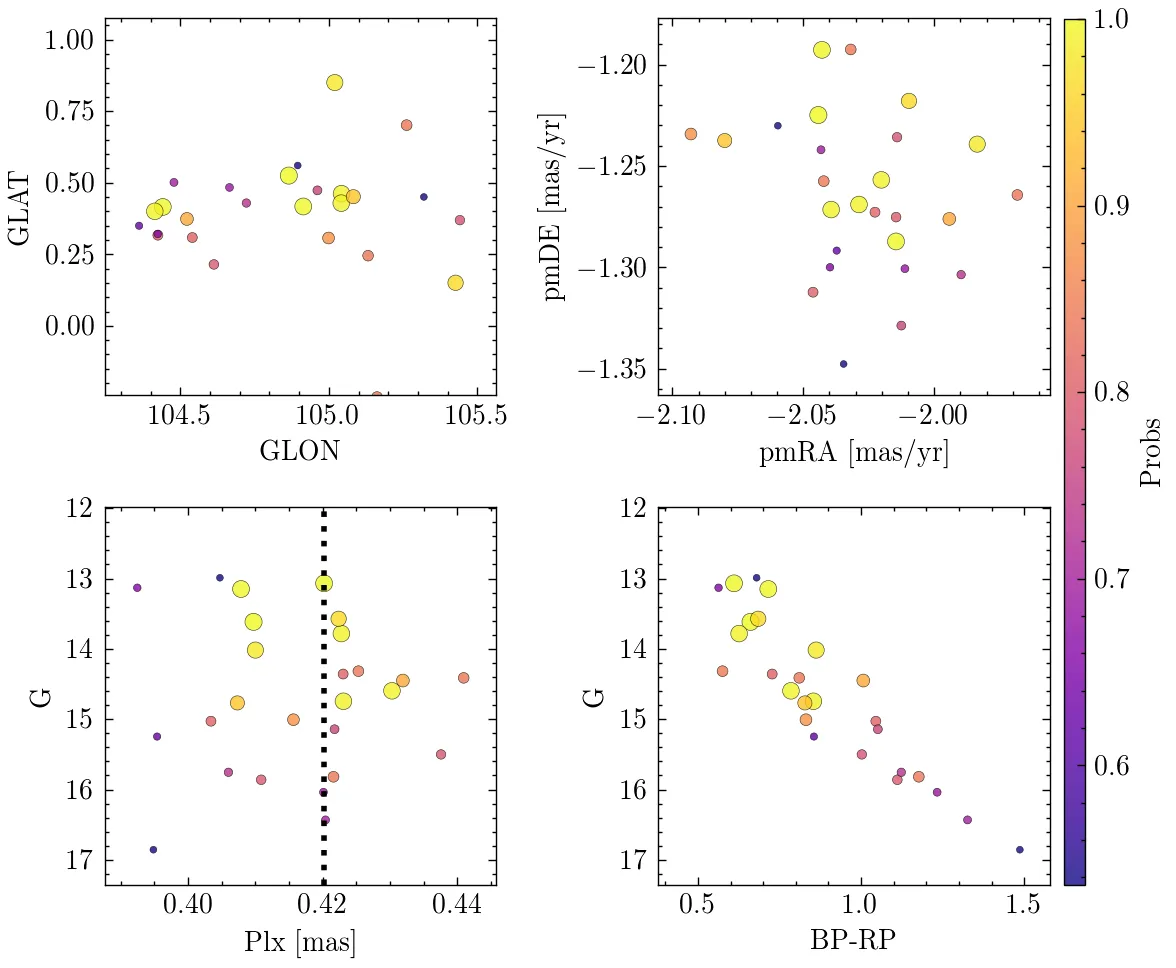 1.00
0.75
0.50
0.25
0.00
GLAT
104.5 105.0 105.5
GLON
−1.20
−1.25
−1.30
−1.35
pmDE [mas/yr]
−2.10 −2.05 −2.00
pmRA [mas/yr]
1.0
0.9
0.8
0.7
0.6
Probs
12
13
14
15
16
17
G
0.40 0.42 0.44
Plx [mas]
12
13
14
15
16
17
G
0.5 1.0 1.5
BP-RP